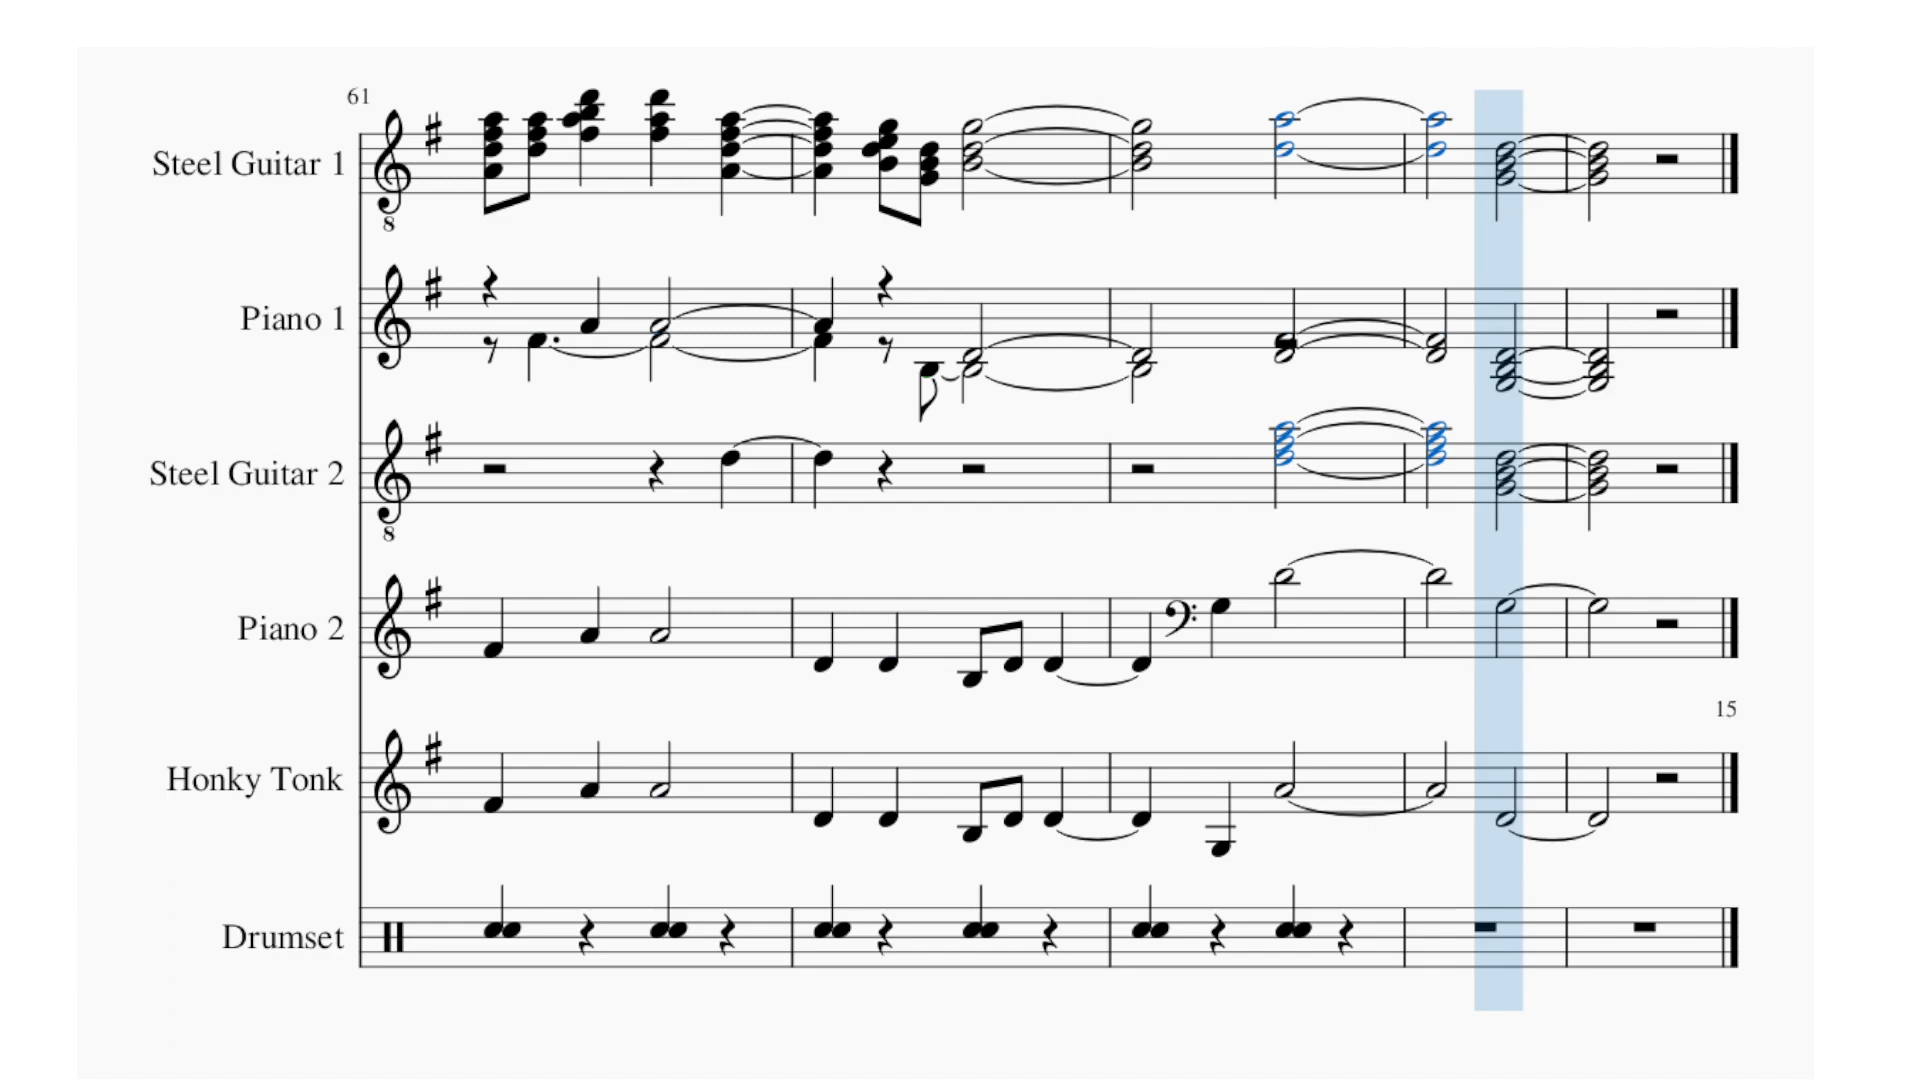 61
Steel Guitar 1
8
Piano 1
Steel Guitar 2
8
Piano 2
15
Honky Tonk
Drumset